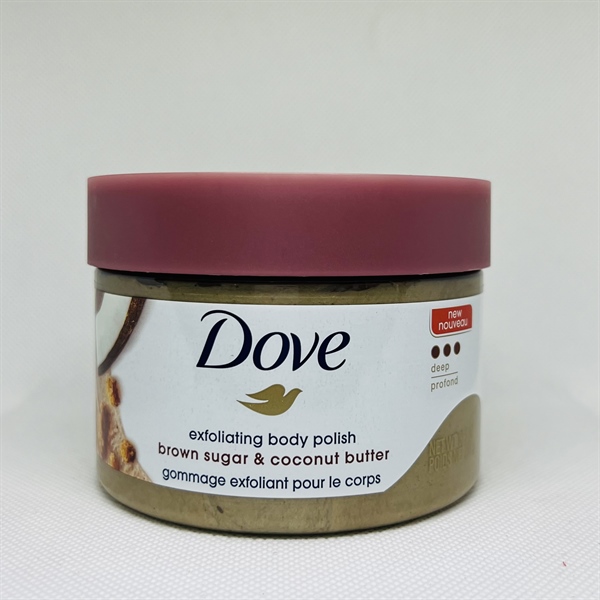 new
nouveau
Dove
deep
profond
exfoliating body polish
brown sugar & coconut butter
gommage exfoliant pour le corps